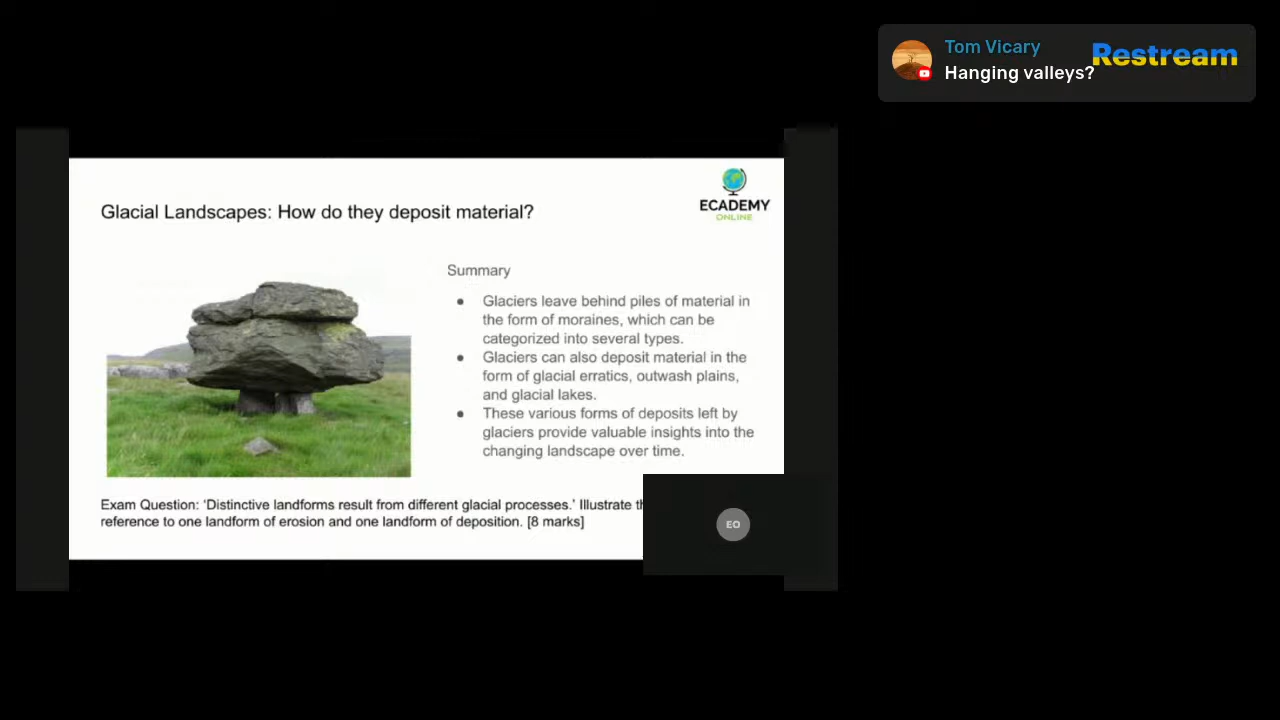 Tom Vicary
Restream
Hanging valleys?
ECADEMY
ONLINE
Glacial Landscapes: How do they deposit material?
Summary
● Glaciers leave behind piles of material in
the form of moraines, which can be
categorized into several types.
● Glaciers can also deposit material in the
form of glacial erratics, outwash plains,
and glacial lakes.
● These various forms of deposits left by
glaciers provide valuable insights into the
changing landscape over time.
Exam Question: ‘Distinctive landforms result from different glacial processes.’ Illustrate
reference to one landform of erosion and one landform of deposition. [8 marks]
EO